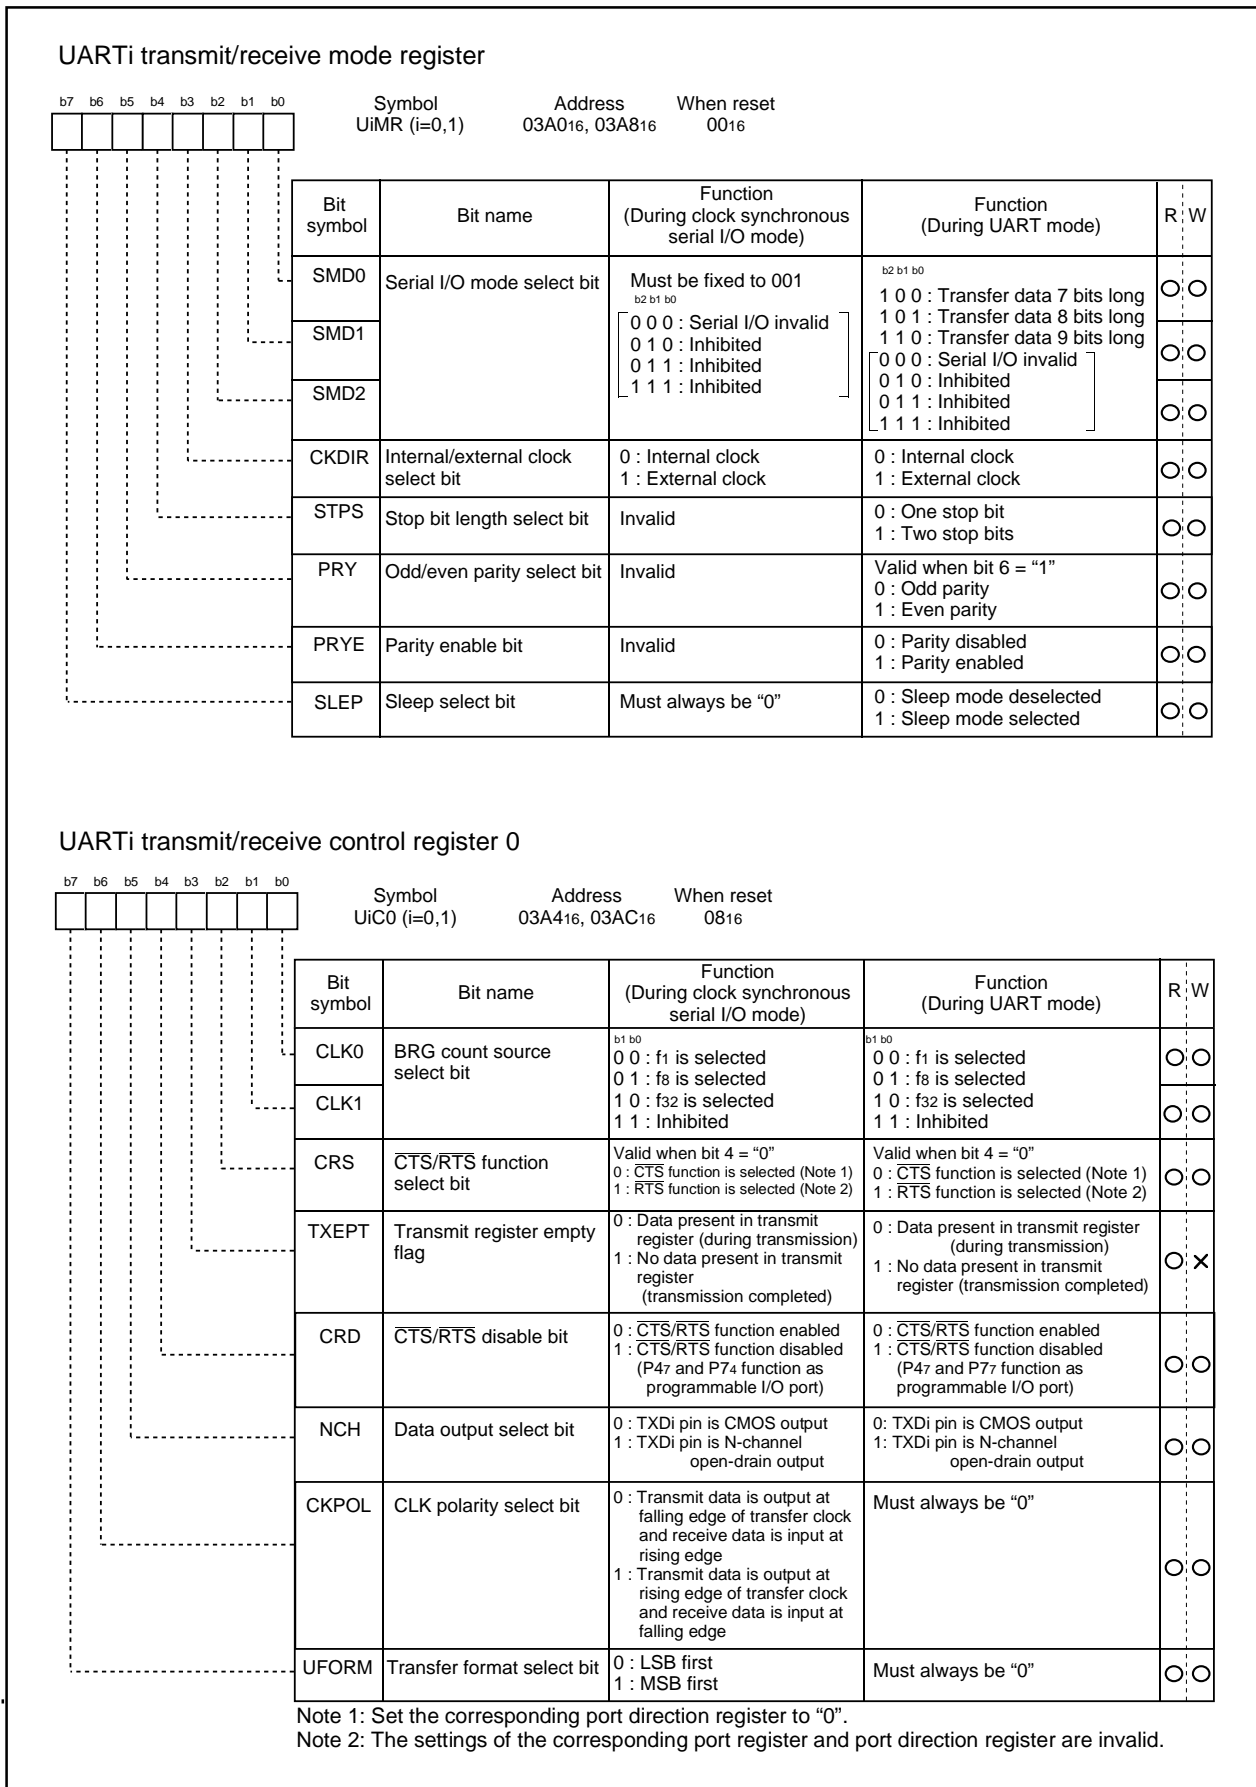 UARTi transmit/receive mode register
b7 b6 b5 b4 b3 b2 b1 b0
Symbol Address When reset
UiMR (i=0,1) 03A016, 03A816 0016
Bit symbol Bit name Function (During clock synchronous serial I/O mode) Function (During UART mode) R W
SMD0 Serial I/O mode select bit
SMD1
SMD2
Must be fixed to 001
b2 b1 b0
0 0 0 : Serial I/O invalid
0 1 0 : Inhibited
0 1 1 : Inhibited
1 1 1 : Inhibited
b2 b1 b0
1 0 0 : Transfer data 7 bits long
1 0 1 : Transfer data 8 bits long
1 1 0 : Transfer data 9 bits long
0 0 0 : Serial I/O invalid
0 1 0 : Inhibited
0 1 1 : Inhibited
1 1 1 : Inhibited
CKDIR Internal/external clock
select bit
0 : Internal clock
1 : External clock
0 : Internal clock
1 : External clock
STPS Stop bit length select bit Invalid
0 : One stop bit
1 : Two stop bits
PRY Odd/even parity select bit Invalid
Valid when bit 6 = “1”
0 : Odd parity
1 : Even parity
PRYE Parity enable bit Invalid
0 : Parity disabled
1 : Parity enabled
SLEP Sleep select bit Must always be “0”
0 : Sleep mode deselected
1 : Sleep mode selected
UARTi transmit/receive control register 0
b7 b6 b5 b4 b3 b2 b1 b0
Symbol Address When reset
UiC0 (i=0,1) 03A416, 03AC16 0816
Bit symbol Bit name Function (During clock synchronous serial I/O mode) Function (During UART mode) R W
CLK0 BRG count source
select bit
CLK1
b1 b0
0 0 : f1 is selected
0 1 : f8 is selected
1 0 : f32 is selected
1 1 : Inhibited
b1 b0
0 0 : f1 is selected
0 1 : f8 is selected
1 0 : f32 is selected
1 1 : Inhibited
CRS CTS/RTS function
select bit
Valid when bit 4 = “0”
0 : CTS function is selected (Note 1)
1 : RTS function is selected (Note 2)
Valid when bit 4 = “0”
0 : CTS function is selected (Note 1)
1 : RTS function is selected (Note 2)
TXEPT Transmit register empty
flag
0 : Data present in transmit
register (during transmission)
1 : No data present in transmit
register
(transmission completed)
0 : Data present in transmit register
(during transmission)
1 : No data present in transmit
register (transmission completed)
CRD CTS/RTS disable bit
0 : CTS/RTS function enabled
1 : CTS/RTS function disabled
(P47 and P74 function as
programmable I/O port)
0 : CTS/RTS function enabled
1 : CTS/RTS function disabled
(P47 and P77 function as
programmable I/O port)
NCH Data output select bit
0 : TXDi pin is CMOS output
1 : TXDi pin is N-channel
open-drain output
0: TXDi pin is CMOS output
1: TXDi pin is N-channel
open-drain output
CKPOL CLK polarity select bit
0 : Transmit data is output at
falling edge of transfer clock
and receive data is input at
rising edge
1 : Transmit data is output at
rising edge of transfer clock
and receive data is input at
falling edge
Must always be “0”
UFORM Transfer format select bit
0 : LSB first
1 : MSB first
Must always be “0”
Note 1: Set the corresponding port direction register to “0”.
Note 2: The settings of the corresponding port register and port direction register are invalid.